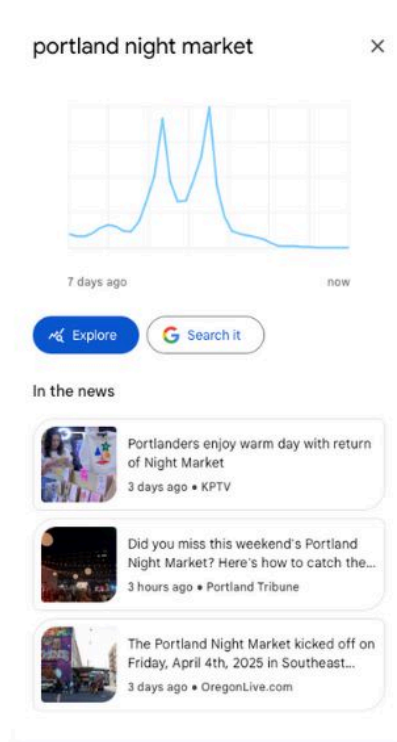 portland night market
7 days ago
now
Explore
Search it
In the news
Portlanders enjoy warm day with return
of Night Market
3 days ago • KPTV
Did you miss this weekend's Portland
Night Market? Here's how to catch the...
3 hours ago • Portland Tribune
The Portland Night Market kicked off on
Friday, April 4th, 2025 in Southeast...
3 days ago • OregonLive.com